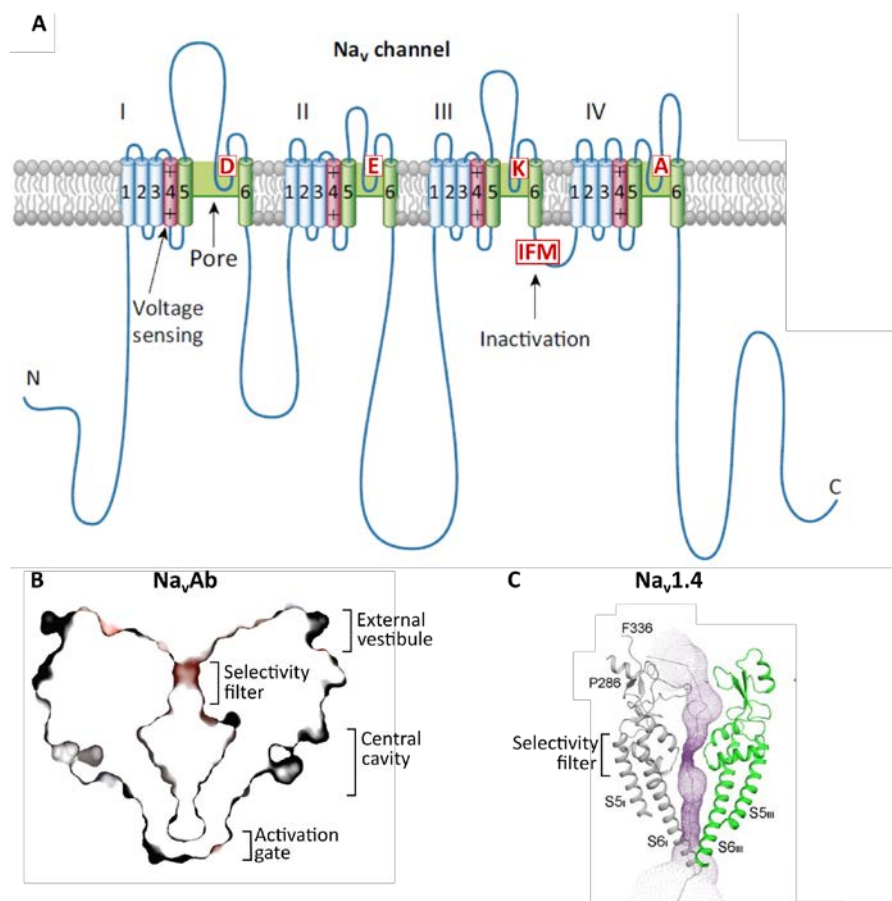 A
Naᵥ channel
I
II
III
IV
D
E
K
A
1 2 3 4 5 6
1 2 3 4 5 6
1 2 3 4 5 6
1 2 3 4 5 6
+ +
+ +
+ +
+ +
IFM
Pore
Voltage
sensing
Inactivation
N
C
B
NaᵥAb
External
vestibule
Selectivity
filter
Central
cavity
Activation
gate
C
Naᵥ1.4
F336
P286
Selectivity
filter
S5I
S6I
S5III
S6III